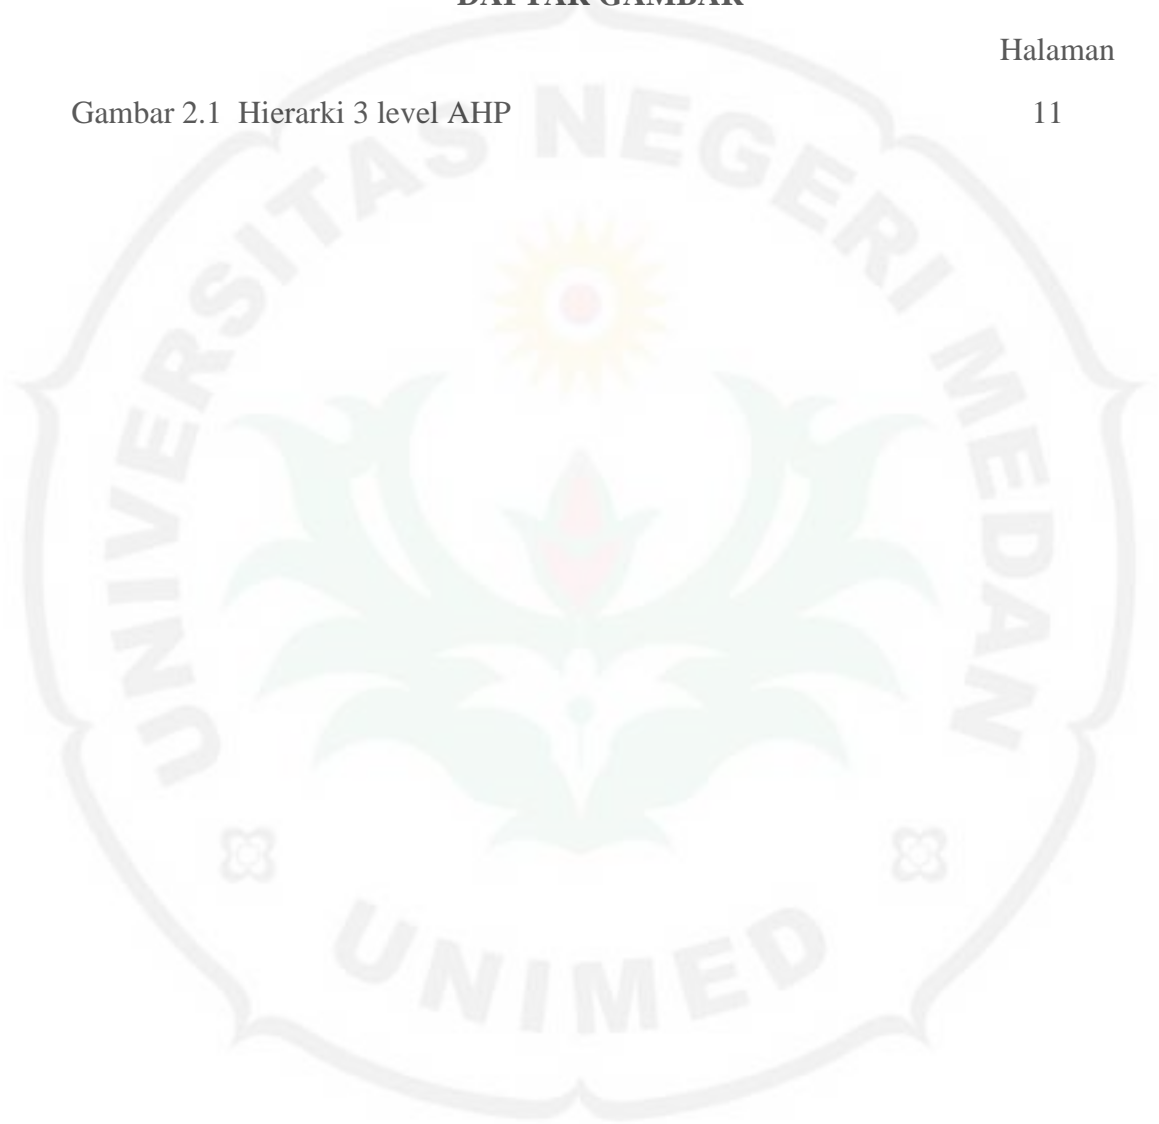 DAFTAR GAMBAR
Halaman
Gambar 2.1 Hierarki 3 level AHP 11
UNIVERSITAS NEGERI MEDAN
UNIMED